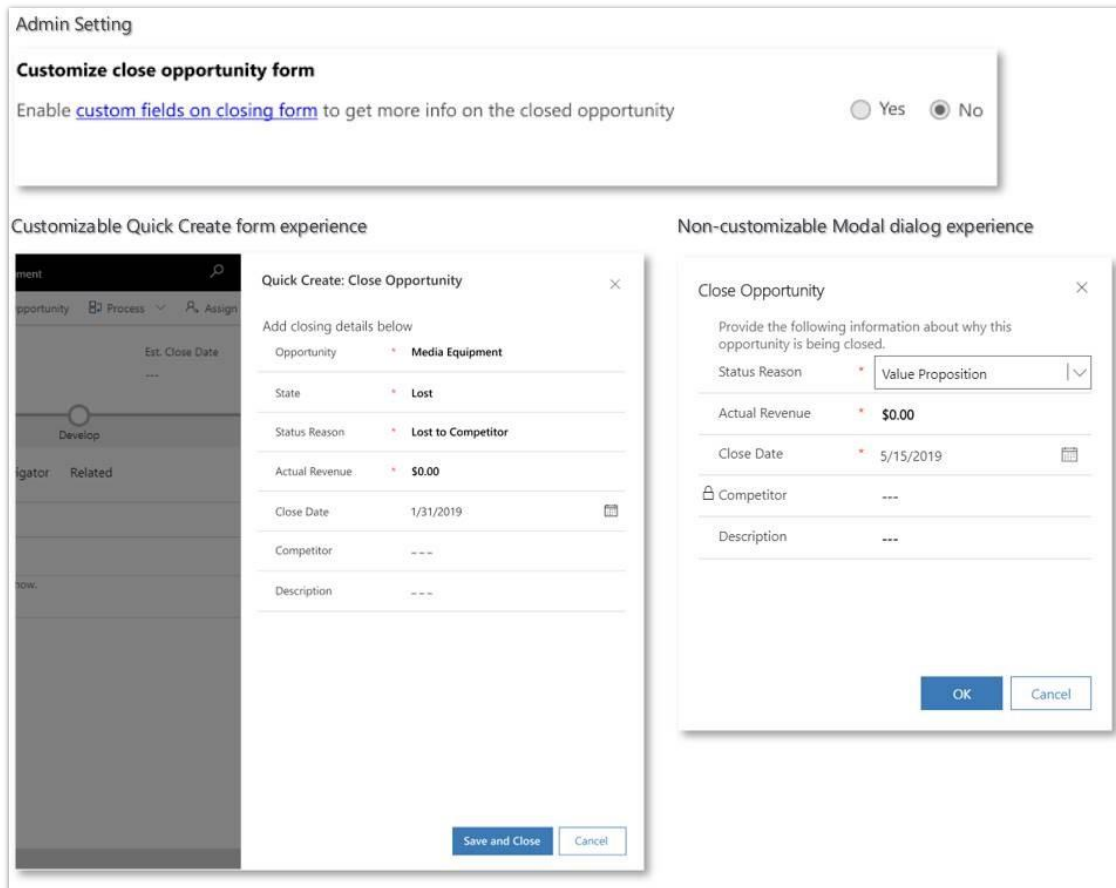 Admin Setting
Customize close opportunity form
Enable custom fields on closing form to get more info on the closed opportunity
Yes
No
Customizable Quick Create form experience
ment
pportunity Process Assign
Est. Close Date
---
Develop
igator Related
now.
Quick Create: Close Opportunity
Add closing details below
Opportunity * Media Equipment
State * Lost
Status Reason * Lost to Competitor
Actual Revenue * $0.00
Close Date 1/31/2019
Competitor ---
Description ---
Save and Close Cancel
Non-customizable Modal dialog experience
Close Opportunity
Provide the following information about why this
opportunity is being closed.
Status Reason * Value Proposition
Actual Revenue * $0.00
Close Date * 5/15/2019
Competitor ---
Description ---
OK Cancel